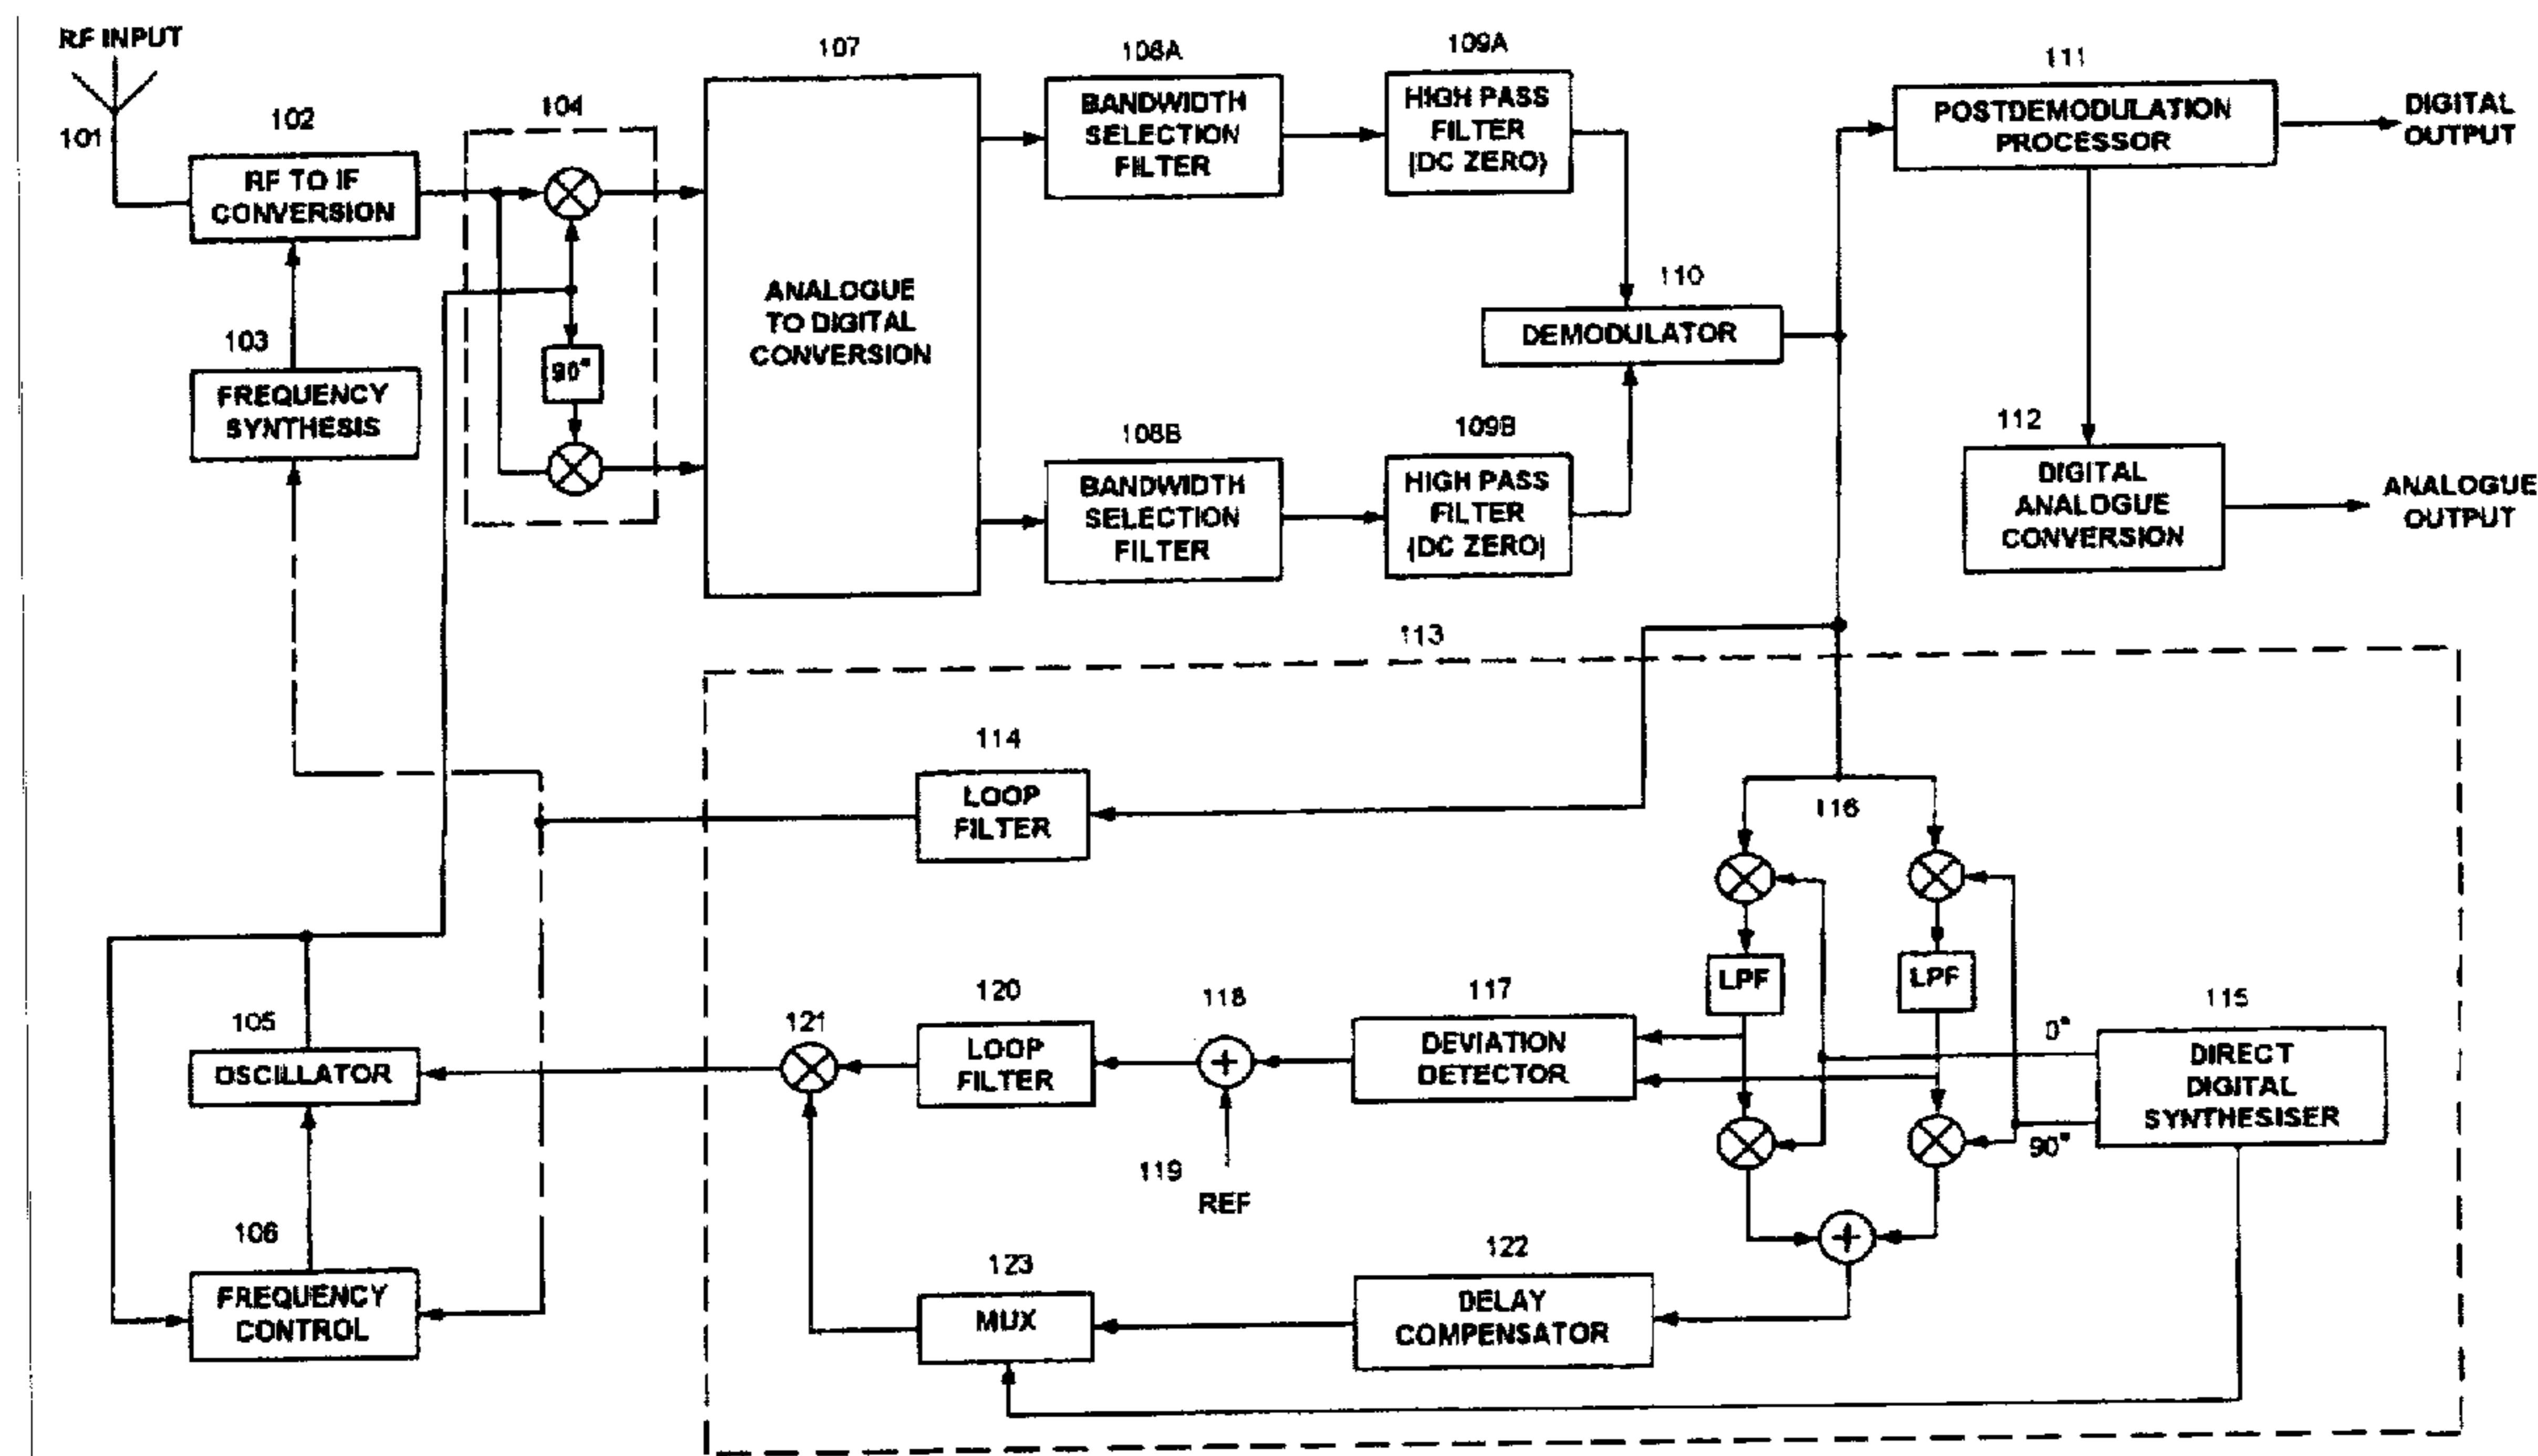 RF INPUT
101
102
RF TO IF
CONVERSION
103
FREQUENCY
SYNTHESIS
104
90°
107
ANALOGUE
TO DIGITAL
CONVERSION
108A
BANDWIDTH
SELECTION
FILTER
109A
HIGH PASS
FILTER
(DC ZERO)
108B
BANDWIDTH
SELECTION
FILTER
109B
HIGH PASS
FILTER
(DC ZERO)
110
DEMODULATOR
111
POSTDEMODULATION
PROCESSOR
DIGITAL
OUTPUT
112
DIGITAL
ANALOGUE
CONVERSION
ANALOGUE
OUTPUT
113
114
LOOP
FILTER
116
LPF
LPF
115
DIRECT
DIGITAL
SYNTHESISER
0°
90°
117
DEVIATION
DETECTOR
118
119
REF
120
LOOP
FILTER
121
105
OSCILLATOR
106
FREQUENCY
CONTROL
122
DELAY
COMPENSATOR
123
MUX